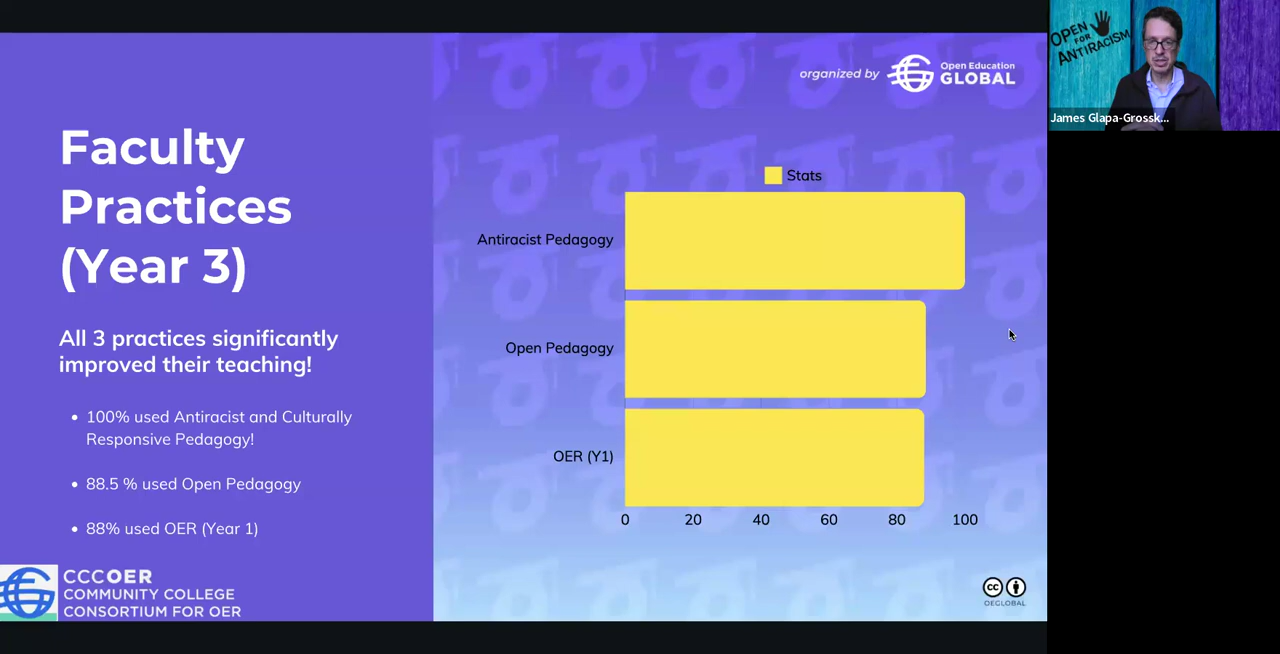 Faculty
Practices
(Year 3)
All 3 practices significantly
improved their teaching!
• 100% used Antiracist and Culturally
Responsive Pedagogy!
• 88.5 % used Open Pedagogy
• 88% used OER (Year 1)
CCCOER
COMMUNITY COLLEGE
CONSORTIUM FOR OER
organized by
Open Education
GLOBAL
Stats
Antiracist Pedagogy
Open Pedagogy
OER (Y1)
0 20 40 60 80 100
cc
OEGLOBAL
OPEN
FOR
ANTIRACISM
James Glapa-Grossk...